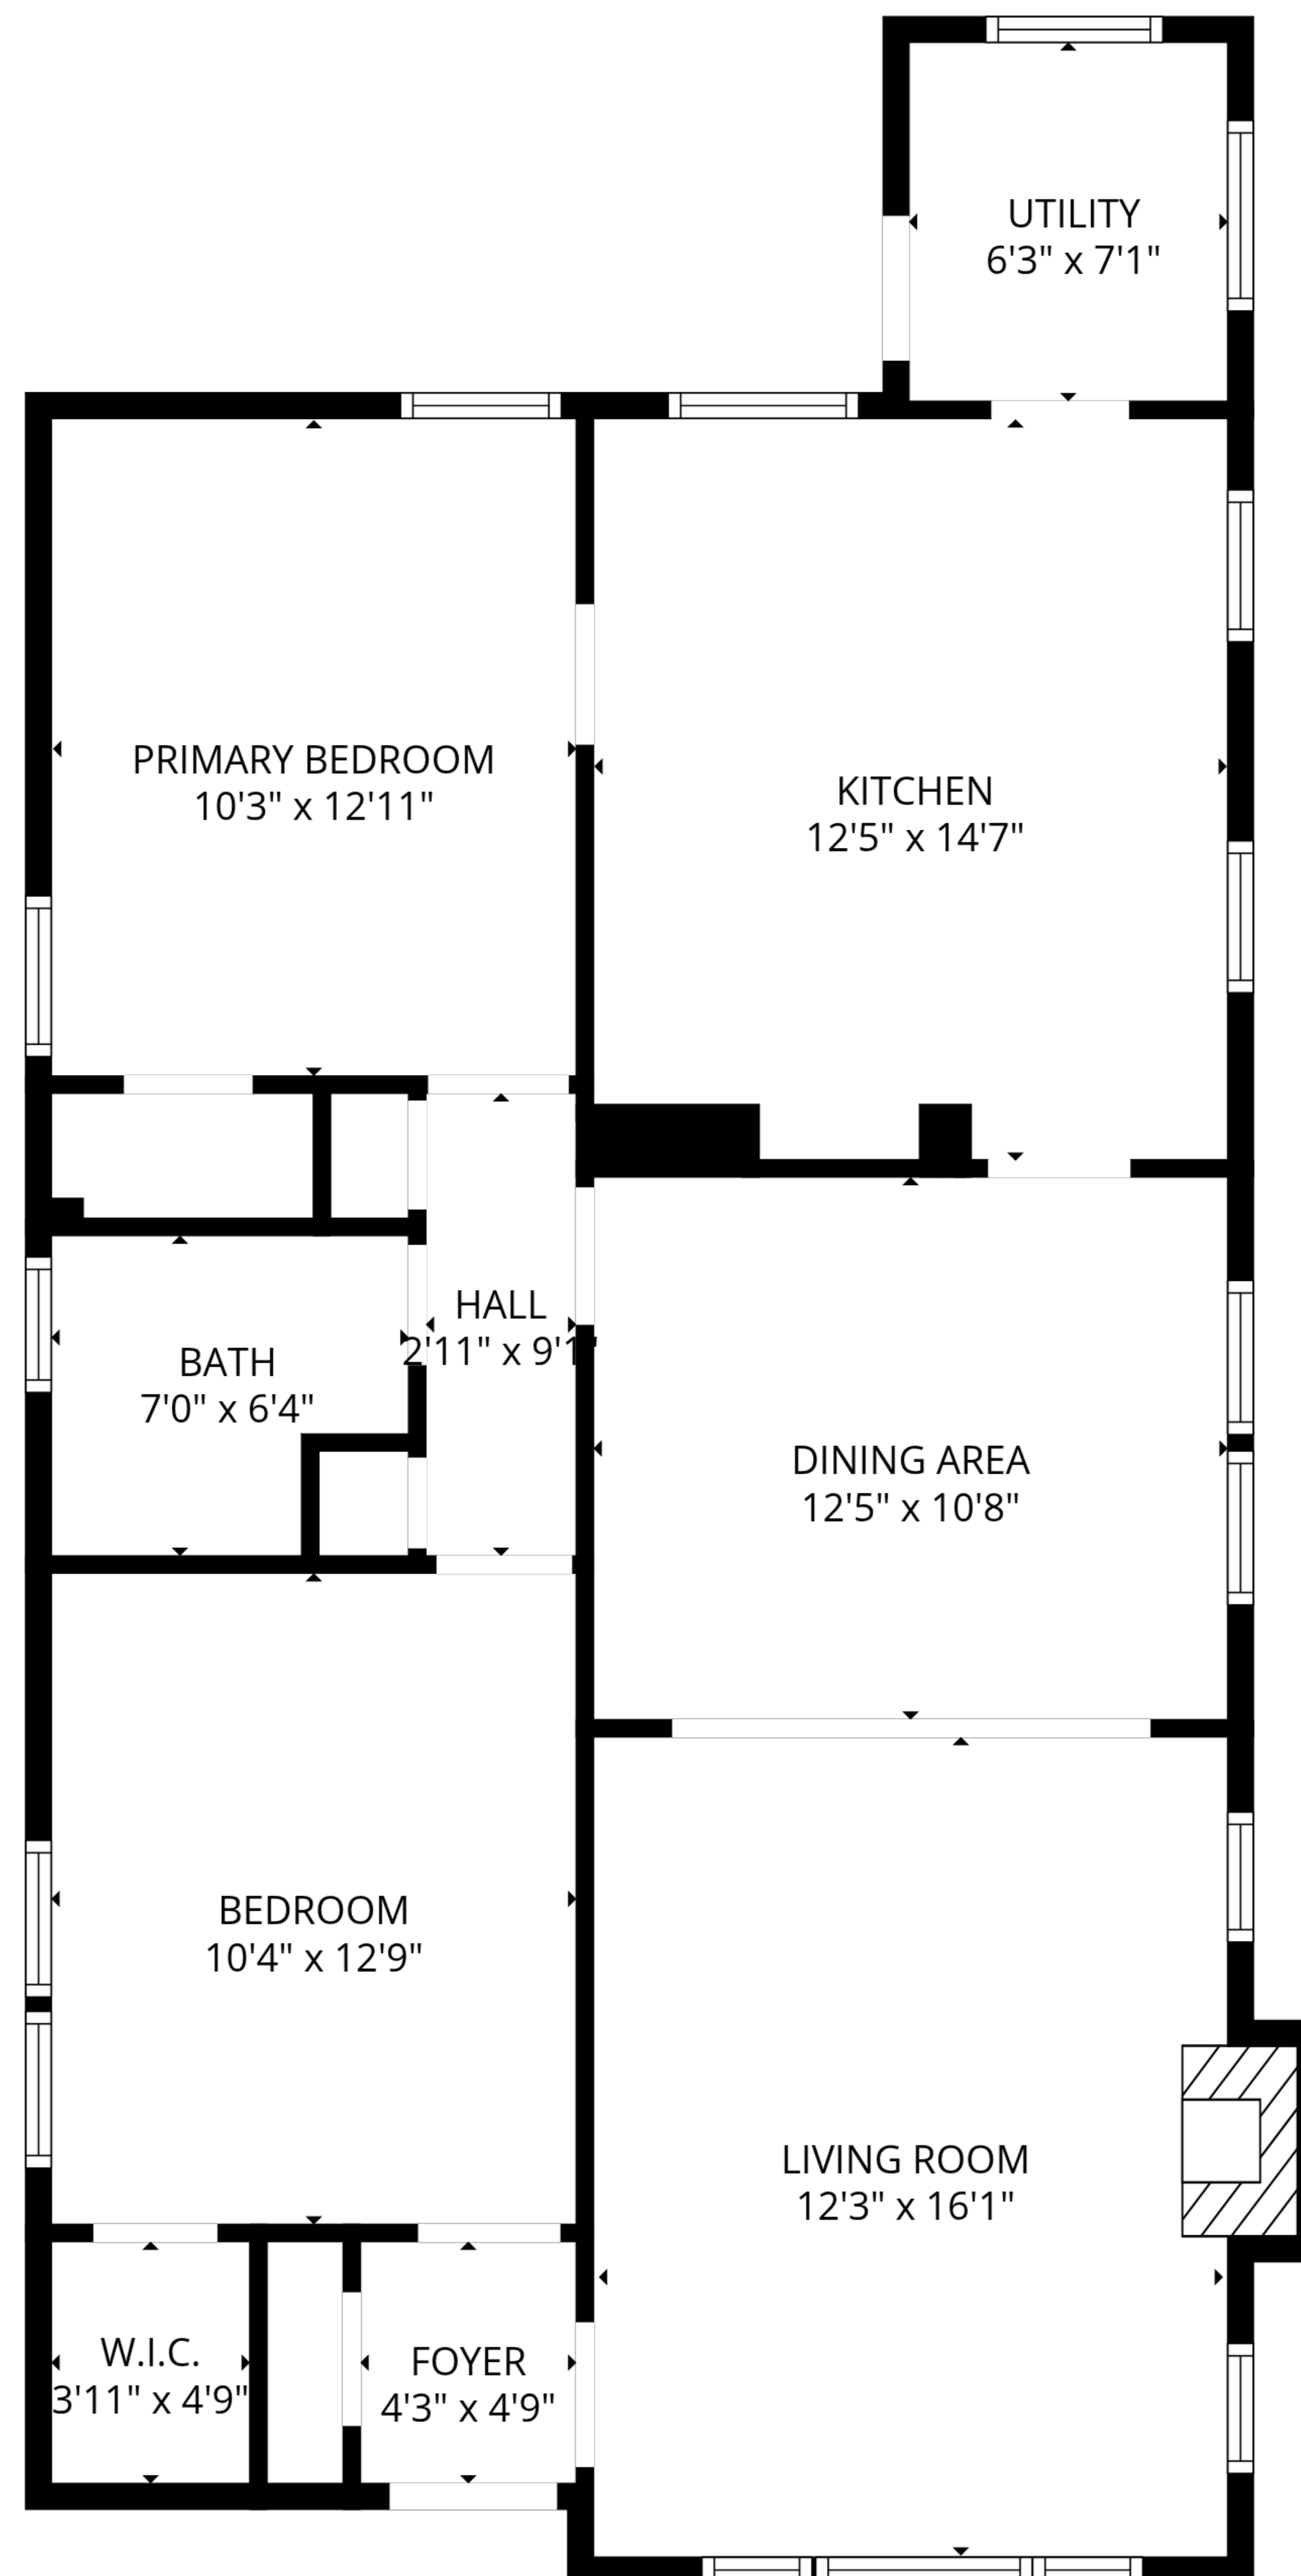 UTILITY
6'3" x 7'1"
PRIMARY BEDROOM
10'3" x 12'11"
KITCHEN
12'5" x 14'7"
HALL
2'11" x 9'1"
BATH
7'0" x 6'4"
DINING AREA
12'5" x 10'8"
BEDROOM
10'4" x 12'9"
LIVING ROOM
12'3" x 16'1"
W.I.C.
3'11" x 4'9"
FOYER
4'3" x 4'9"